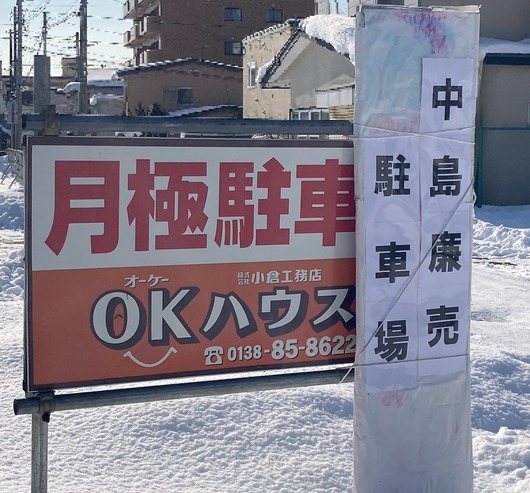 月極駐車
オーケー
株式会社小倉工務店
OKハウス
☎0138-85-8622
中島廉売
駐車場